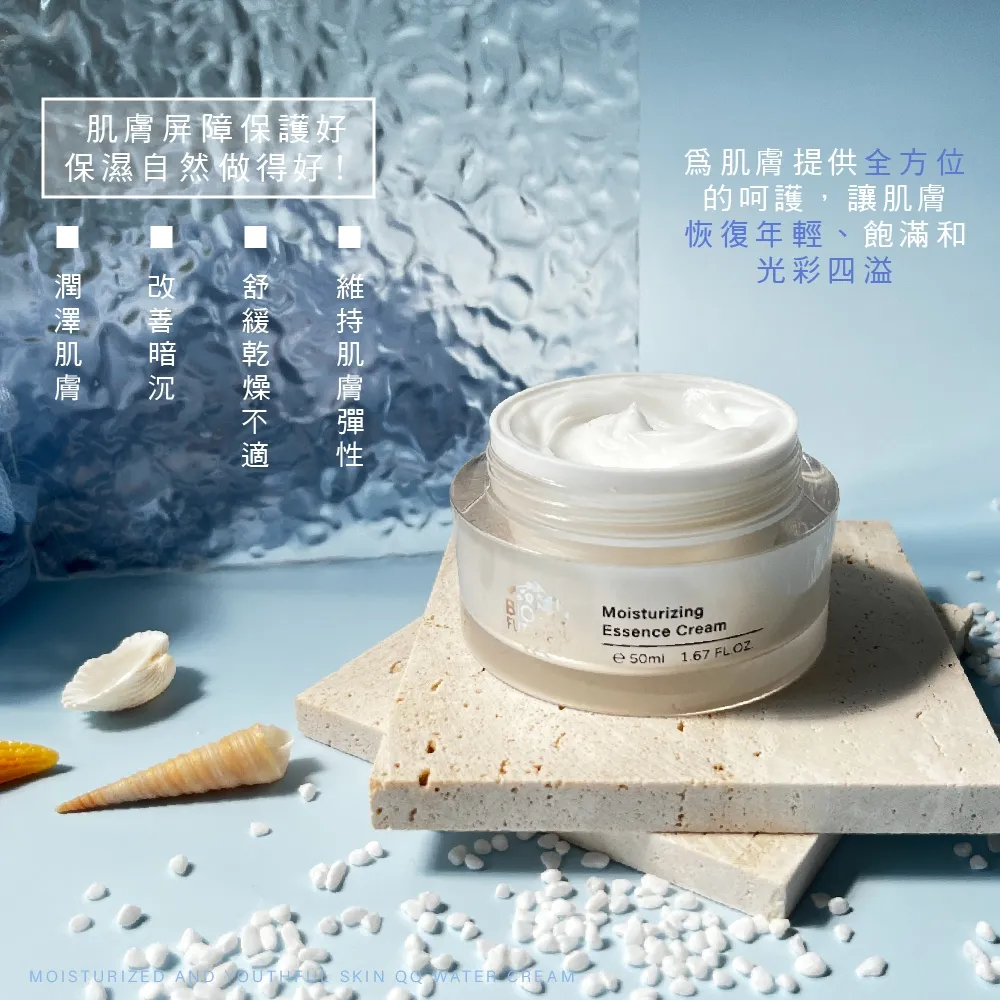 肌膚屏障保護好
保濕自然做得好!
潤澤肌膚
改善暗沉
舒緩乾燥不適
維持肌膚彈性
爲肌膚提供全方位
的呵護,讓肌膚
恢復年輕、飽滿和
光彩四溢
Moisturizing
Essence Cream
℮ 50ml 1.67 FL.OZ.
MOISTURIZED AND YOUTHFUL SKIN QQ WATER CREAM